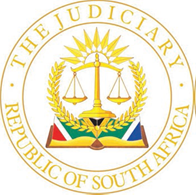 • THE JUDICIARY •
REPUBLIC OF SOUTH AFRICA